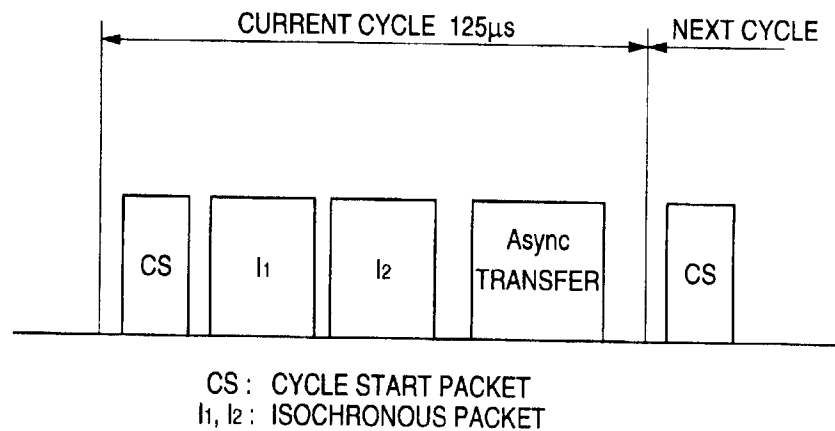 CURRENT CYCLE 125μs
NEXT CYCLE
CS
I1
I2
Async
TRANSFER
CS
CS : CYCLE START PACKET
I1, I2 : ISOCHRONOUS PACKET